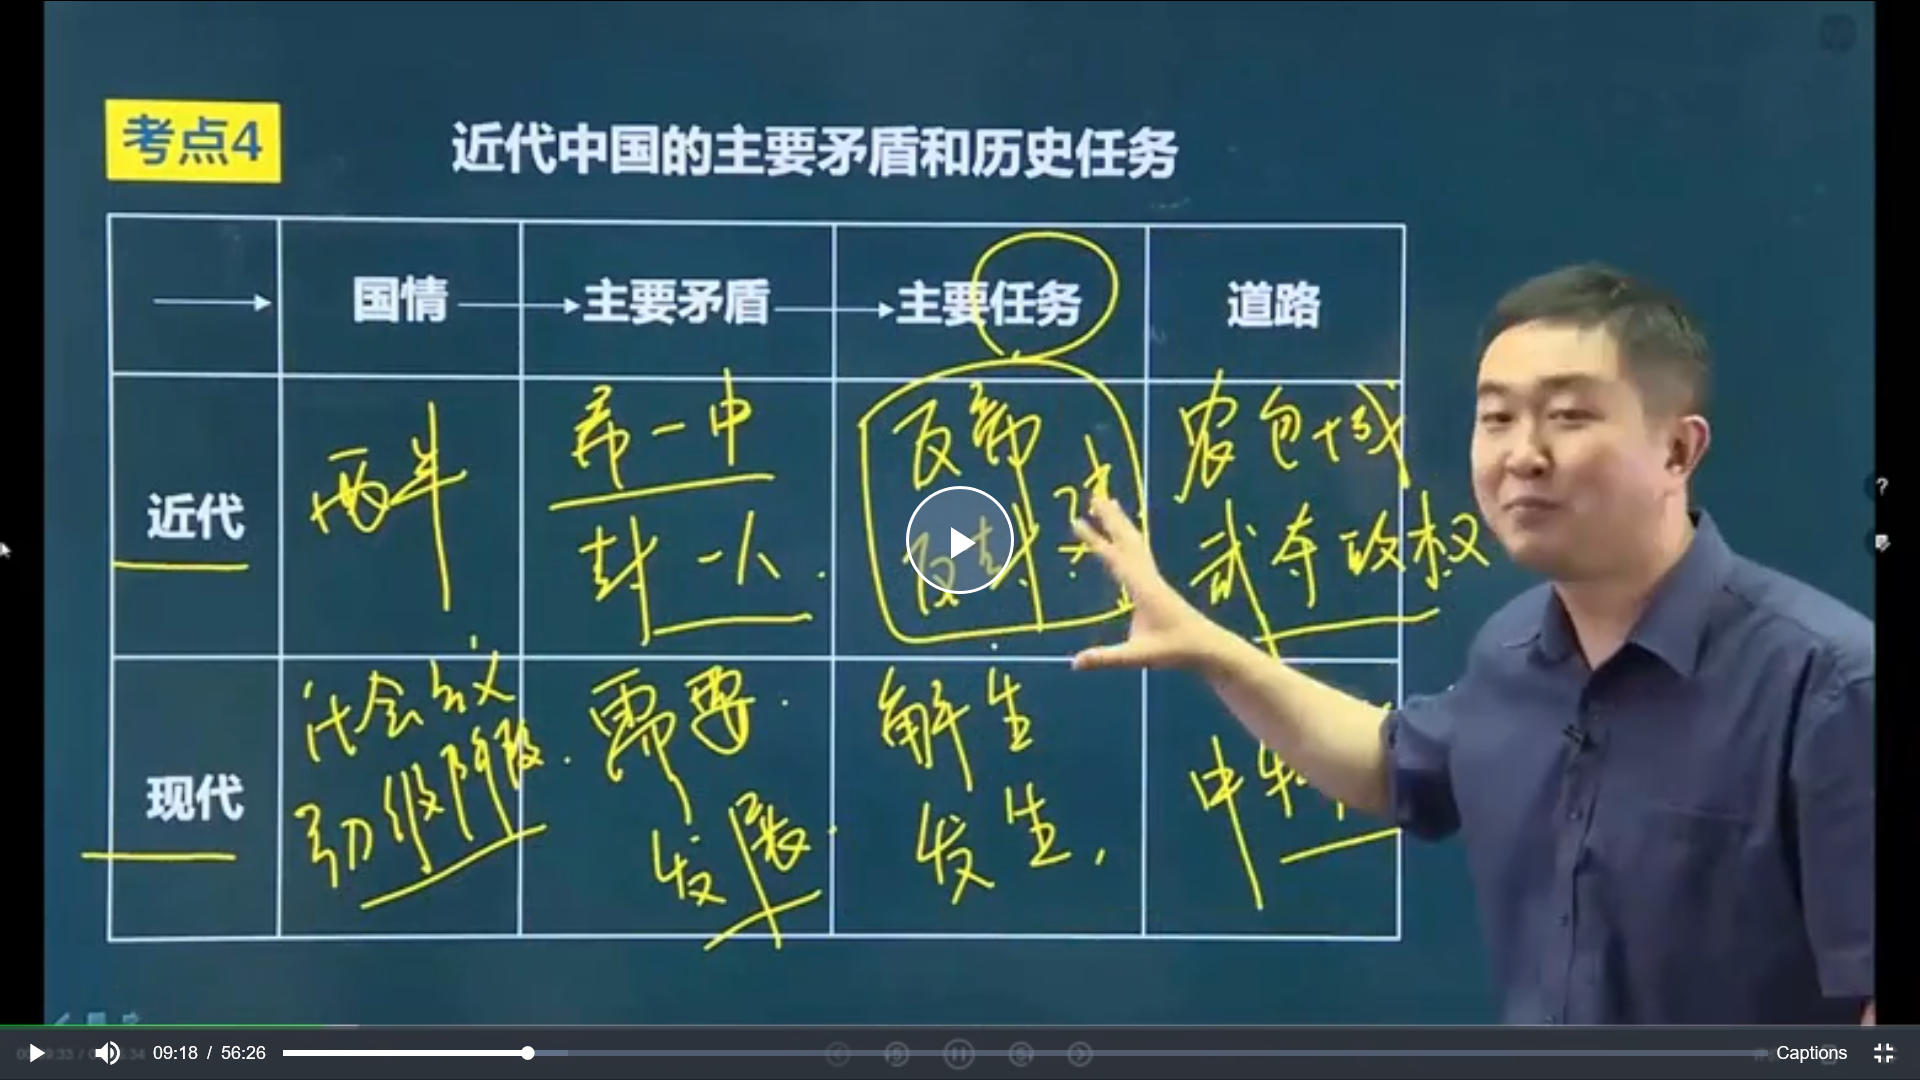 考点4
近代中国的主要矛盾和历史任务
国情 主要矛盾 主要任务 道路
近代
两半
帝一中
封一人
反帝
反封建
农包城
武夺政权
现代
社会主义
初级阶段
需要
发展
解生
发生
中特
09:18 / 56:26
Captions
?